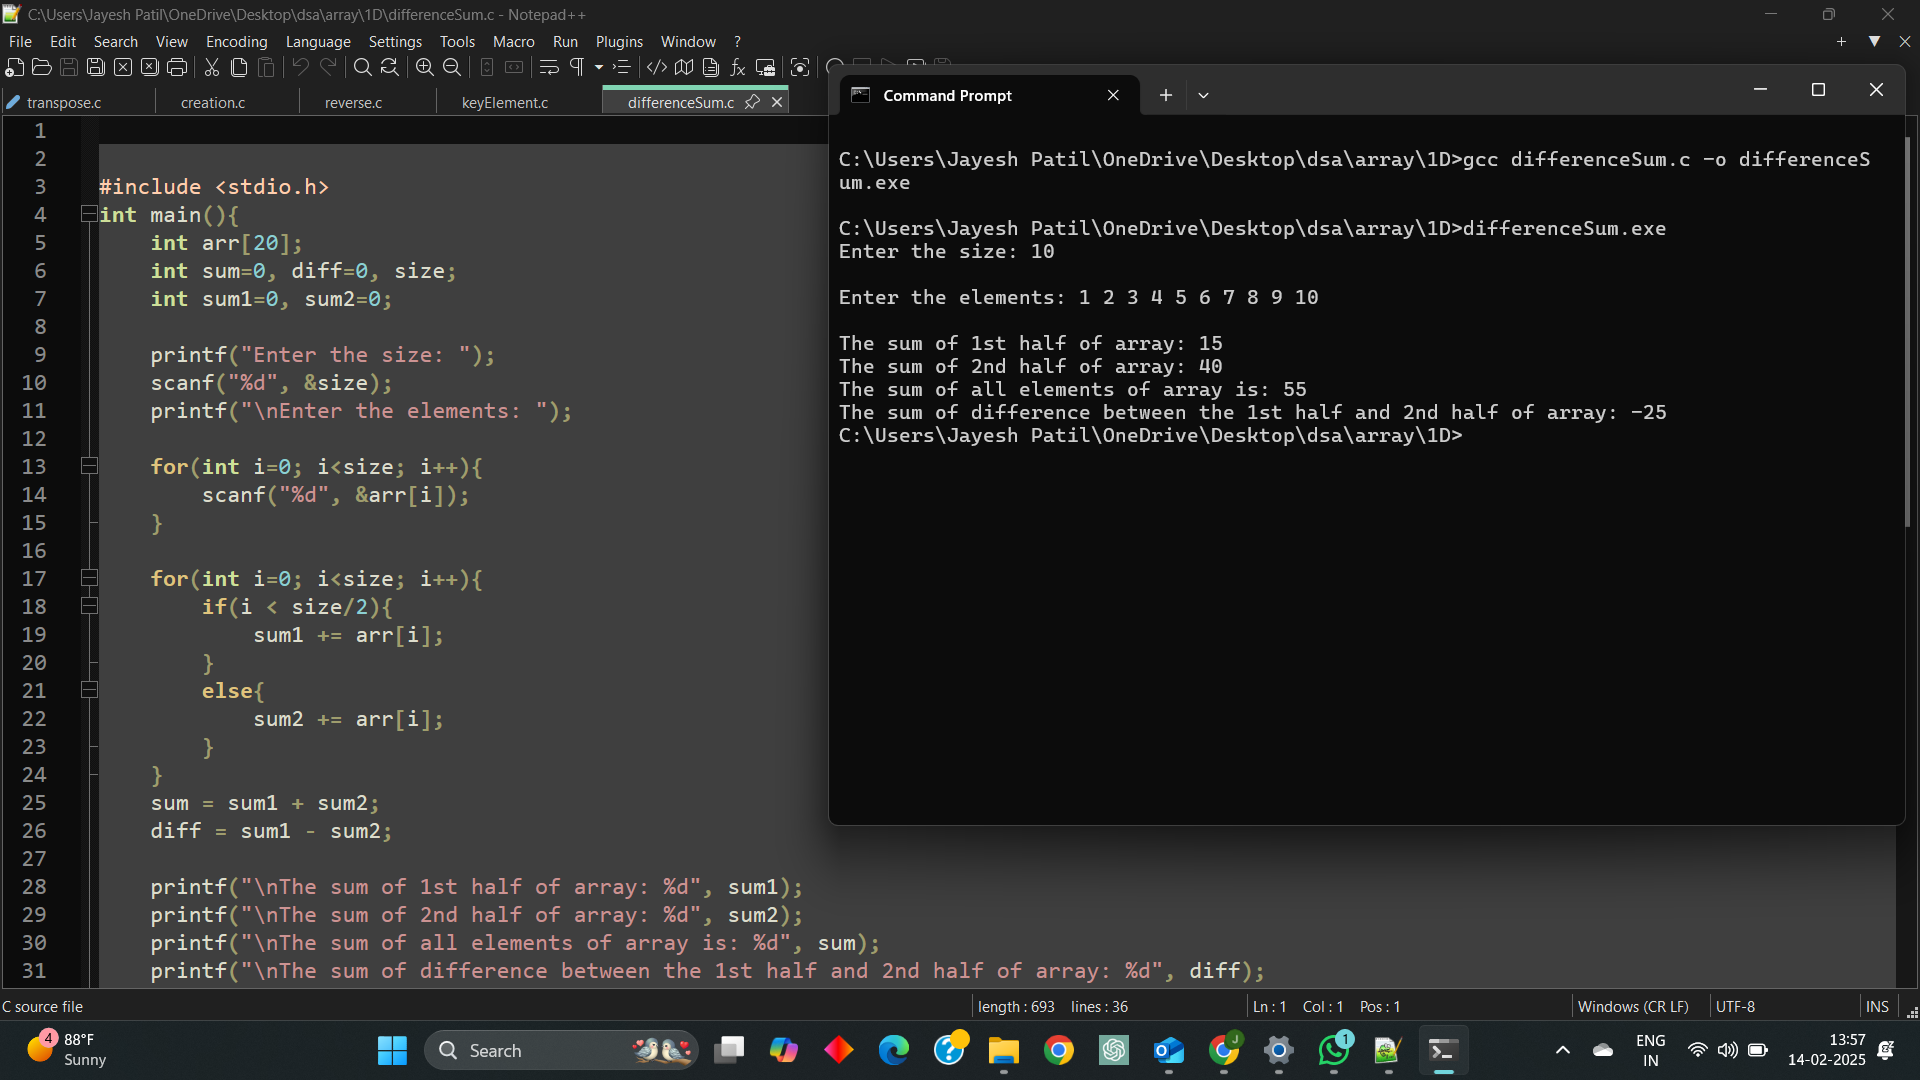 C:\Users\Jayesh Patil\OneDrive\Desktop\dsa\array\1D\differenceSum.c - Notepad++
File Edit Search View Encoding Language Settings Tools Macro Run Plugins Window ?
transpose.c creation.c reverse.c keyElement.c differenceSum.c
1
2
3 #include <stdio.h>
4 int main(){
5 int arr[20];
6 int sum=0, diff=0, size;
7 int sum1=0, sum2=0;
8
9 printf("Enter the size: ");
10 scanf("%d", &size);
11 printf("\nEnter the elements: ");
12
13 for(int i=0; i<size; i++){
14 scanf("%d", &arr[i]);
15 }
16
17 for(int i=0; i<size; i++){
18 if(i < size/2){
19 sum1 += arr[i];
20 }
21 else{
22 sum2 += arr[i];
23 }
24 }
25 sum = sum1 + sum2;
26 diff = sum1 - sum2;
27
28 printf("\nThe sum of 1st half of array: %d", sum1);
29 printf("\nThe sum of 2nd half of array: %d", sum2);
30 printf("\nThe sum of all elements of array is: %d", sum);
31 printf("\nThe sum of difference between the 1st half and 2nd half of array: %d", diff);
Command Prompt
C:\Users\Jayesh Patil\OneDrive\Desktop\dsa\array\1D>gcc differenceSum.c -o differenceS
um.exe
C:\Users\Jayesh Patil\OneDrive\Desktop\dsa\array\1D>differenceSum.exe
Enter the size: 10
Enter the elements: 1 2 3 4 5 6 7 8 9 10
The sum of 1st half of array: 15
The sum of 2nd half of array: 40
The sum of all elements of array is: 55
The sum of difference between the 1st half and 2nd half of array: -25
C:\Users\Jayesh Patil\OneDrive\Desktop\dsa\array\1D>
C source file length : 693 lines : 36 Ln : 1 Col : 1 Pos : 1 Windows (CR LF) UTF-8 INS
4 88°F
Sunny
Search
J
1
ENG
IN
13:57
14-02-2025